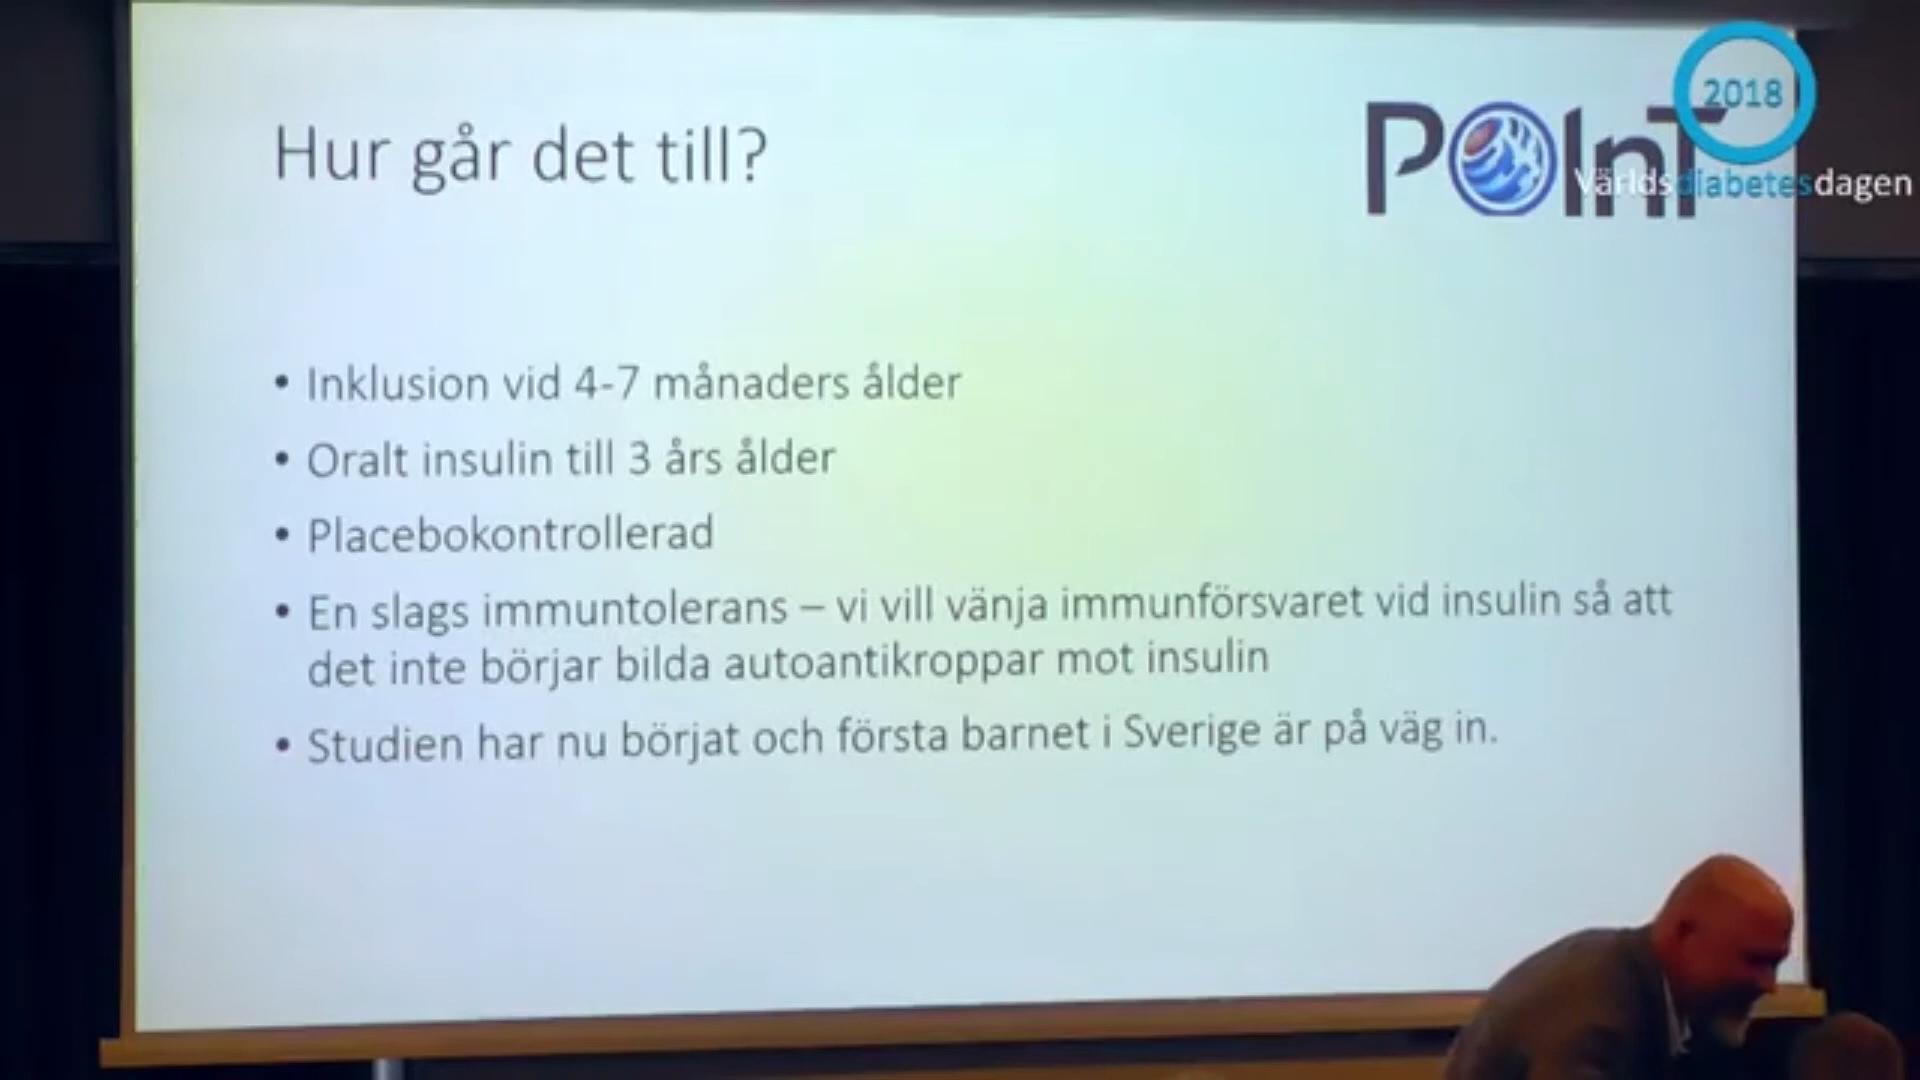 Hur går det till?
POInT
2018
Världsdiabetesdagen
• Inklusion vid 4-7 månaders ålder
• Oralt insulin till 3 års ålder
• Placebokontrollerad
• En slags immuntolerans – vi vill vänja immunförsvaret vid insulin så att
det inte börjar bilda autoantikroppar mot insulin
• Studien har nu börjat och första barnet i Sverige är på väg in.